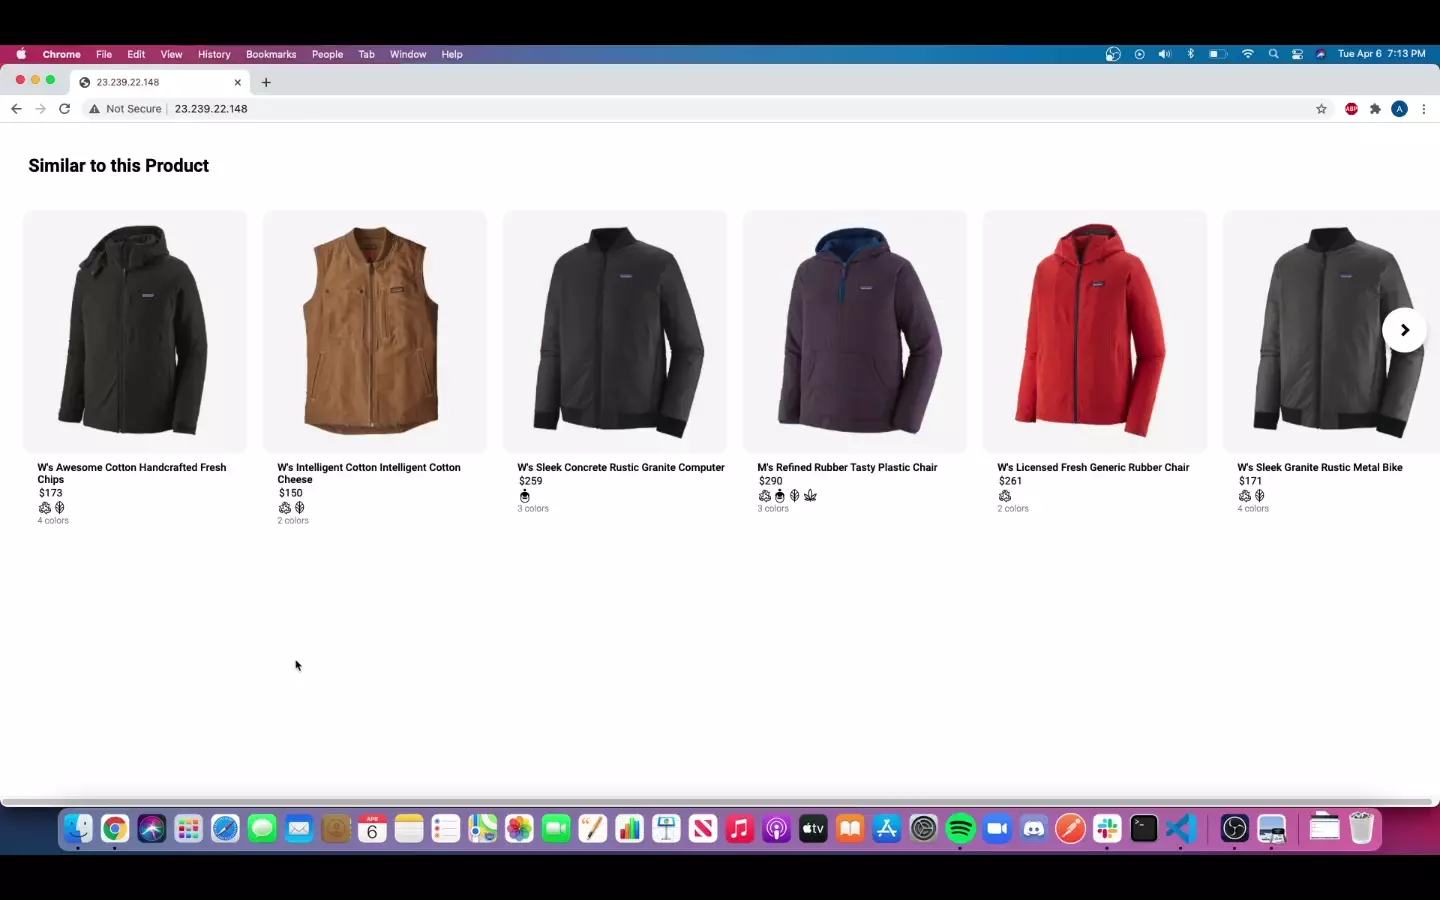 Chrome File Edit View History Bookmarks People Tab Window Help Tue Apr 6 7:13 PM
23.239.22.148
Not Secure 23.239.22.148 ABP A
Similar to this Product
W's Awesome Cotton Handcrafted Fresh
Chips
$173
4 colors
W's Intelligent Cotton Intelligent Cotton
Cheese
$150
2 colors
W's Sleek Concrete Rustic Granite Computer
$259
3 colors
M's Refined Rubber Tasty Plastic Chair
$290
3 colors
W's Licensed Fresh Generic Rubber Chair
$261
2 colors
W's Sleek Granite Rustic Metal Bike
$171
4 colors
APR
6
tv